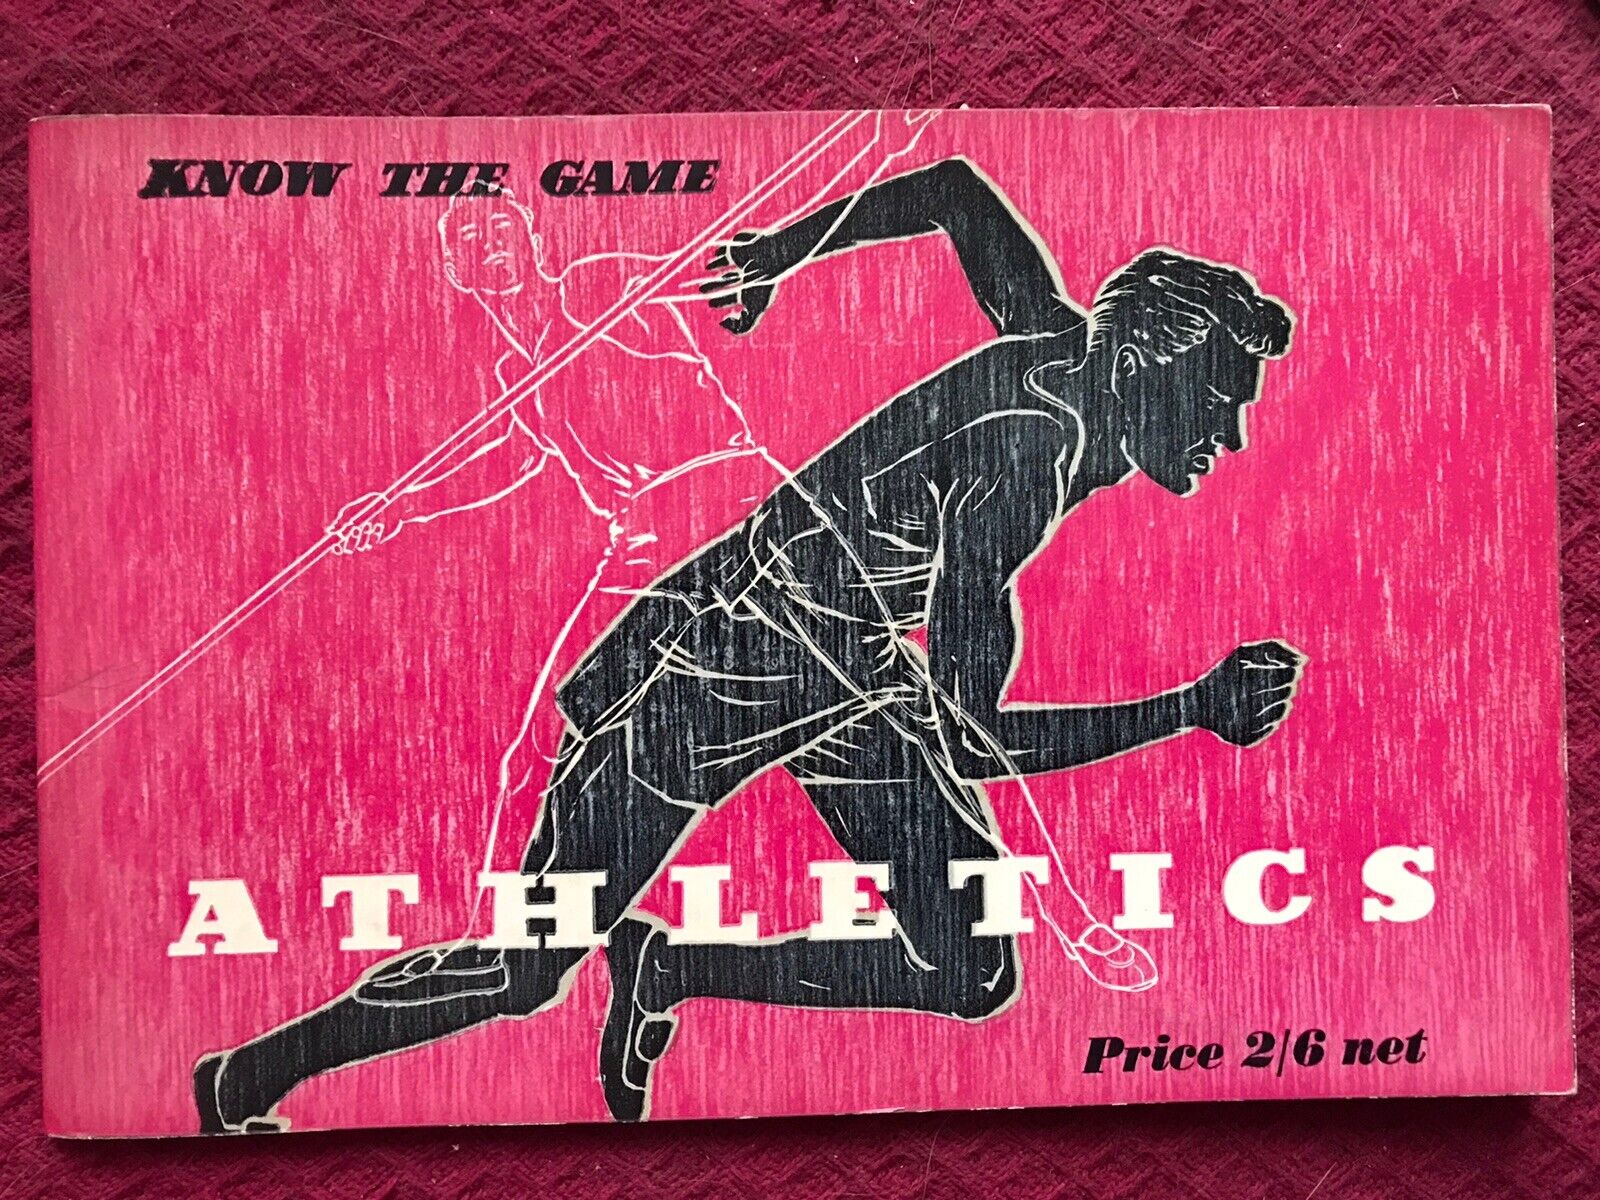 KNOW THE GAME
ATHLETICS
Price 2/6 net